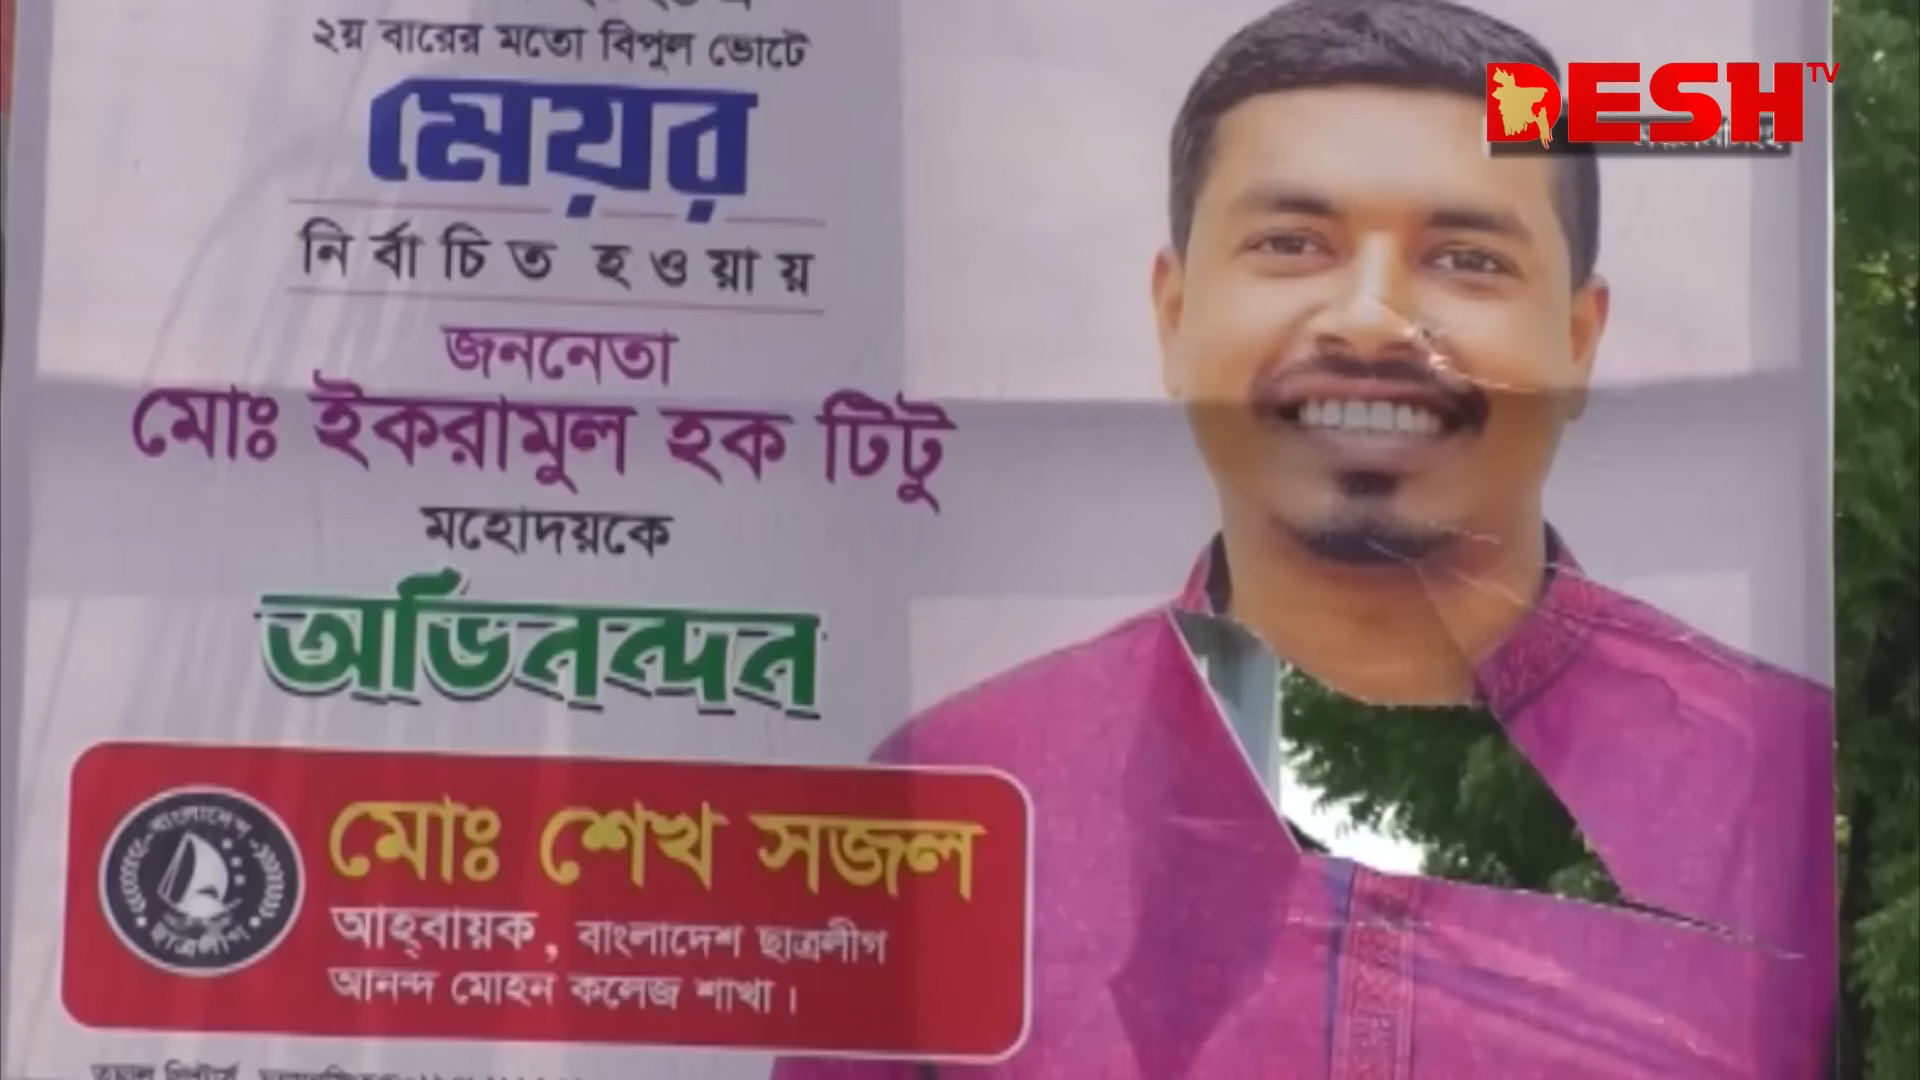 ২য় বারের মতো বিপুল ভোটে
মেয়র
নির্বাচিত হওয়ায়
জননেতা
মোঃ ইকরামুল হক টিটু
মহোদয়কে
অভিনন্দন
মোঃ শেখ সজল
আহ্বায়ক, বাংলাদেশ ছাত্রলীগ
আনন্দ মোহন কলেজ শাখা।
বাংলাদেশ
ছাত্রলীগ
DESH TV